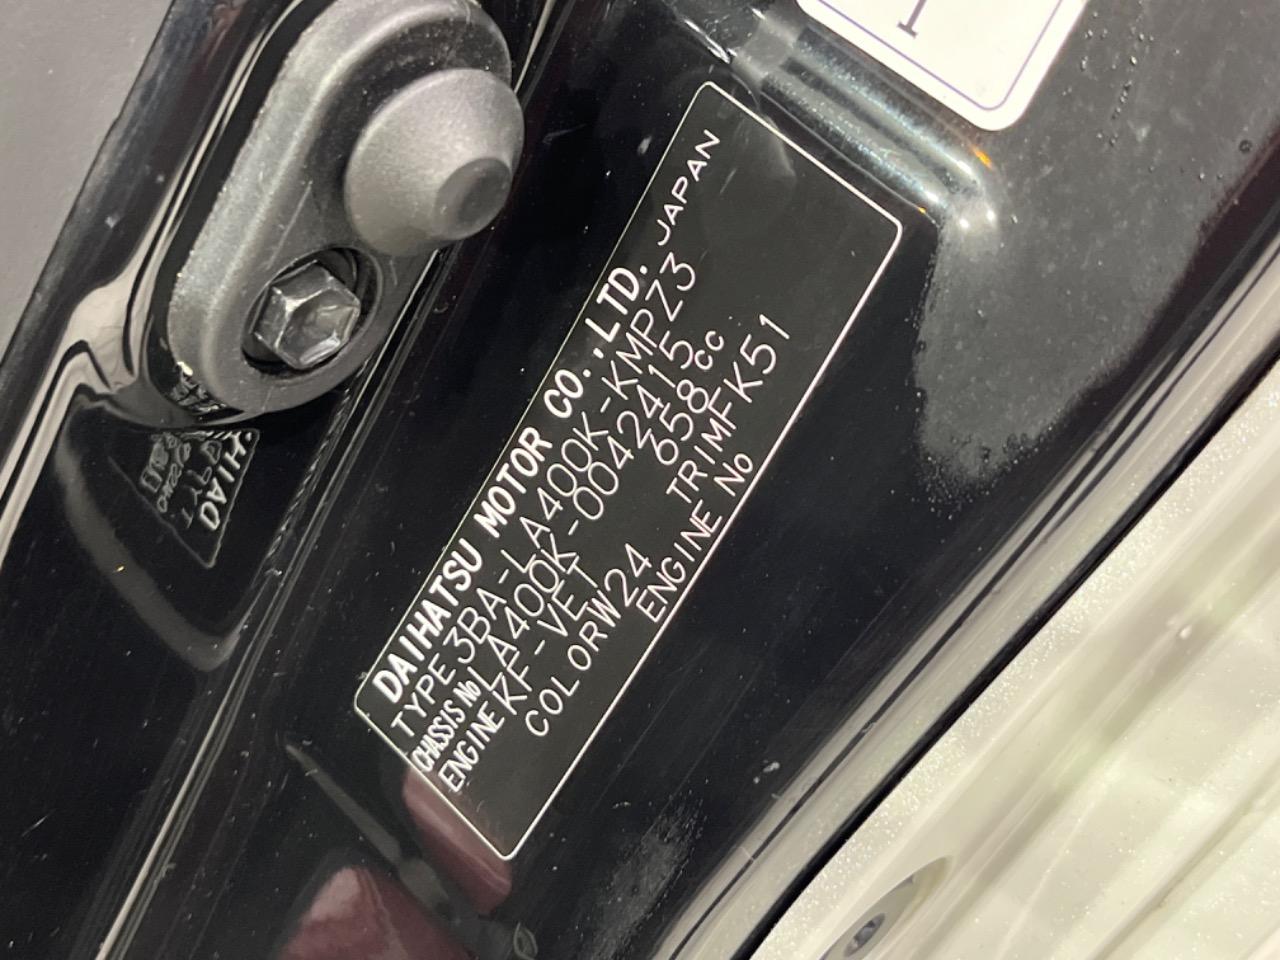 DAIHATSU MOTOR CO.,LTD. JAPAN
TYPE 3BA-LA400K-KMPZ3
CHASSIS No LA400K-0042415
ENGINE KF-VET 658cc
COLOR W24 TRIM FK51
ENGINE No